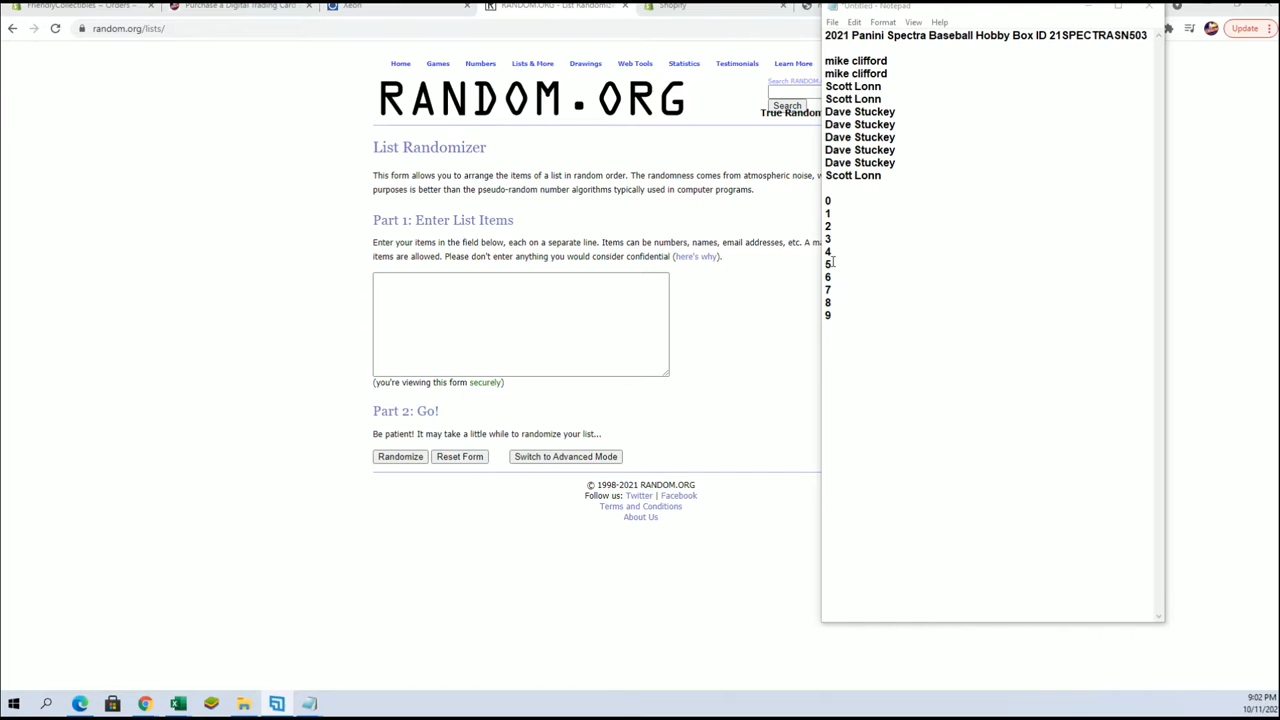 FriendlyCollectibles – Orders –
Purchase a Digital Trading Card
Xeon
RANDOM.ORG - List Randomizer
Shopify
*Untitled - Notepad
random.org/lists/
Update
File Edit Format View Help
2021 Panini Spectra Baseball Hobby Box ID 21SPECTRASN503
mike clifford
mike clifford
Scott Lonn
Scott Lonn
Dave Stuckey
Dave Stuckey
Dave Stuckey
Dave Stuckey
Dave Stuckey
Scott Lonn
0
1
2
3
4
5
6
7
8
9
Home Games Numbers Lists & More Drawings Web Tools Statistics Testimonials Learn More
RANDOM.ORG
Search RANDOM.
Search
True Random
List Randomizer
This form allows you to arrange the items of a list in random order. The randomness comes from atmospheric noise,
purposes is better than the pseudo-random number algorithms typically used in computer programs.
Part 1: Enter List Items
Enter your items in the field below, each on a separate line. Items can be numbers, names, email addresses, etc. A
items are allowed. Please don't enter anything you would consider confidential (here's why).
(you're viewing this form securely)
Part 2: Go!
Be patient! It may take a little while to randomize your list...
Randomize Reset Form Switch to Advanced Mode
© 1998-2021 RANDOM.ORG
Follow us: Twitter | Facebook
Terms and Conditions
About Us
9:02 PM
10/11/202